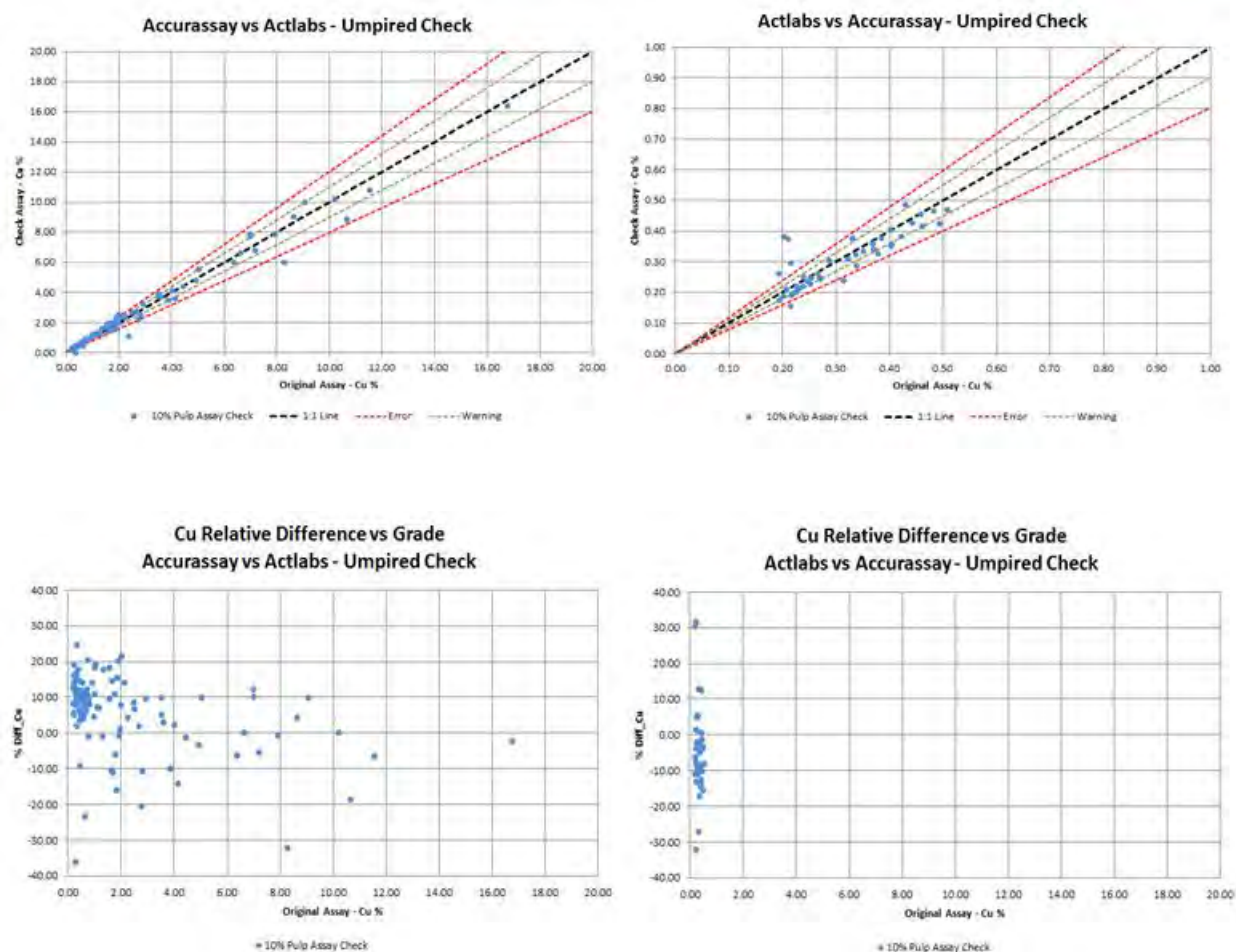 Accurassay vs Actlabs - Umpired Check
20.00
18.00
16.00
14.00
12.00
10.00
8.00
6.00
4.00
2.00
0.00
Check Assay - Cu %
0.00 2.00 4.00 6.00 8.00 10.00 12.00 14.00 16.00 18.00 20.00
Original Assay - Cu %
10% Pulp Assay Check 1:1 Line Error Warning
Actlabs vs Accurassay - Umpired Check
1.00
0.90
0.80
0.70
0.60
0.50
0.40
0.30
0.20
0.10
0.00
Check Assay - Cu %
0.00 0.10 0.20 0.30 0.40 0.50 0.60 0.70 0.80 0.90 1.00
Original Assay - Cu %
10% Pulp Assay Check 1:1 Line Error Warning
Cu Relative Difference vs Grade
Accurassay vs Actlabs - Umpired Check
40.00
30.00
20.00
10.00
0.00
-10.00
-20.00
-30.00
-40.00
% Diff_Cu
0.00 2.00 4.00 6.00 8.00 10.00 12.00 14.00 16.00 18.00 20.00
Original Assay - Cu %
10% Pulp Assay Check
Cu Relative Difference vs Grade
Actlabs vs Accurassay - Umpired Check
40.00
30.00
20.00
10.00
0.00
-10.00
-20.00
-30.00
-40.00
% Diff_Cu
0.00 2.00 4.00 6.00 8.00 10.00 12.00 14.00 16.00 18.00 20.00
Original Assay - Cu %
10% Pulp Assay Check